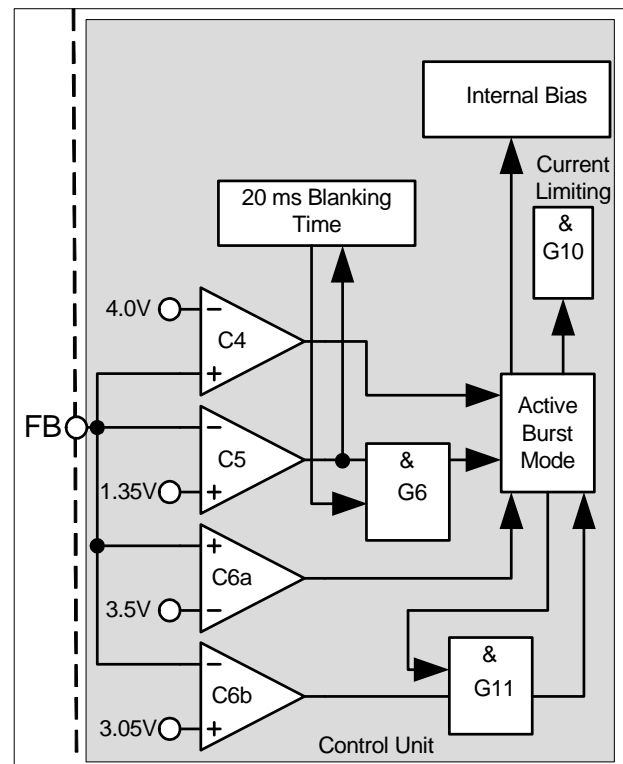 Internal Bias
Current
Limiting
20 ms Blanking
Time
&
G10
4.0V
−
C4
+
FB
−
C5
1.35V
+
&
G6
Active
Burst
Mode
+
C6a
3.5V
−
−
C6b
3.05V
+
&
G11
Control Unit